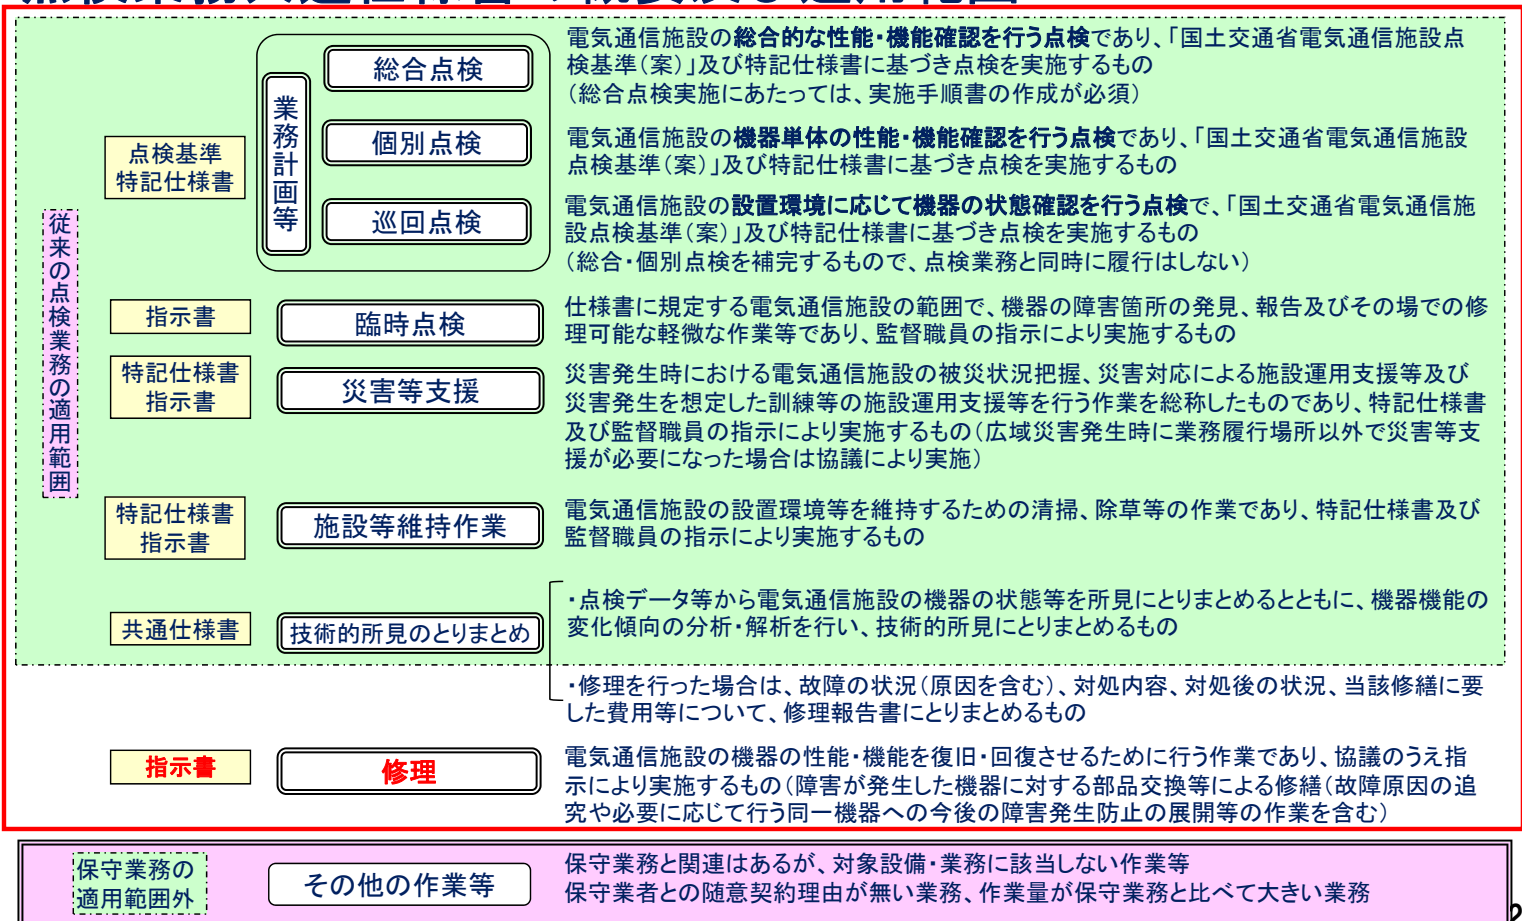 総合点検
電気通信施設の総合的な性能・機能確認を行う点検であり、「国土交通省電気通信施設点
検基準(案)」及び特記仕様書に基づき点検を実施するもの
(総合点検実施にあたっては、実施手順書の作成が必須)
業務計画等
点検基準
特記仕様書
個別点検
電気通信施設の機器単体の性能・機能確認を行う点検であり、「国土交通省電気通信施設
点検基準(案)」及び特記仕様書に基づき点検を実施するもの
巡回点検
電気通信施設の設置環境に応じて機器の状態確認を行う点検で、「国土交通省電気通信施
設点検基準(案)」及び特記仕様書に基づき点検を実施するもの
(総合・個別点検を補完するもので、点検業務と同時に履行はしない)
従来の点検業務の適用範囲
指示書
臨時点検
仕様書に規定する電気通信施設の範囲で、機器の障害箇所の発見、報告及びその場での修
理可能な軽微な作業等であり、監督職員の指示により実施するもの
特記仕様書
指示書
災害等支援
災害発生時における電気通信施設の被災状況把握、災害対応による施設運用支援等及び
災害発生を想定した訓練等の施設運用支援等を行う作業を総称したものであり、特記仕様書
及び監督職員の指示により実施するもの(広域災害発生時に業務履行場所以外で災害等支
援が必要になった場合は協議により実施)
特記仕様書
指示書
施設等維持作業
電気通信施設の設置環境等を維持するための清掃、除草等の作業であり、特記仕様書及び
監督職員の指示により実施するもの
共通仕様書
技術的所見のとりまとめ
・点検データ等から電気通信施設の機器の状態等を所見にとりまとめるとともに、機器機能の
変化傾向の分析・解析を行い、技術的所見にとりまとめるもの
・修理を行った場合は、故障の状況(原因を含む)、対処内容、対処後の状況、当該修繕に要
した費用等について、修理報告書にとりまとめるもの
指示書
修理
電気通信施設の機器の性能・機能を復旧・回復させるために行う作業であり、協議のうえ指
示により実施するもの(障害が発生した機器に対する部品交換等による修繕(故障原因の追
究や必要に応じて行う同一機器への今後の障害発生防止の展開等の作業を含む)
保守業務の
適用範囲外
その他の作業等
保守業務と関連はあるが、対象設備・業務に該当しない作業等
保守業者との随意契約理由が無い業務、作業量が保守業務と比べて大きい業務
2